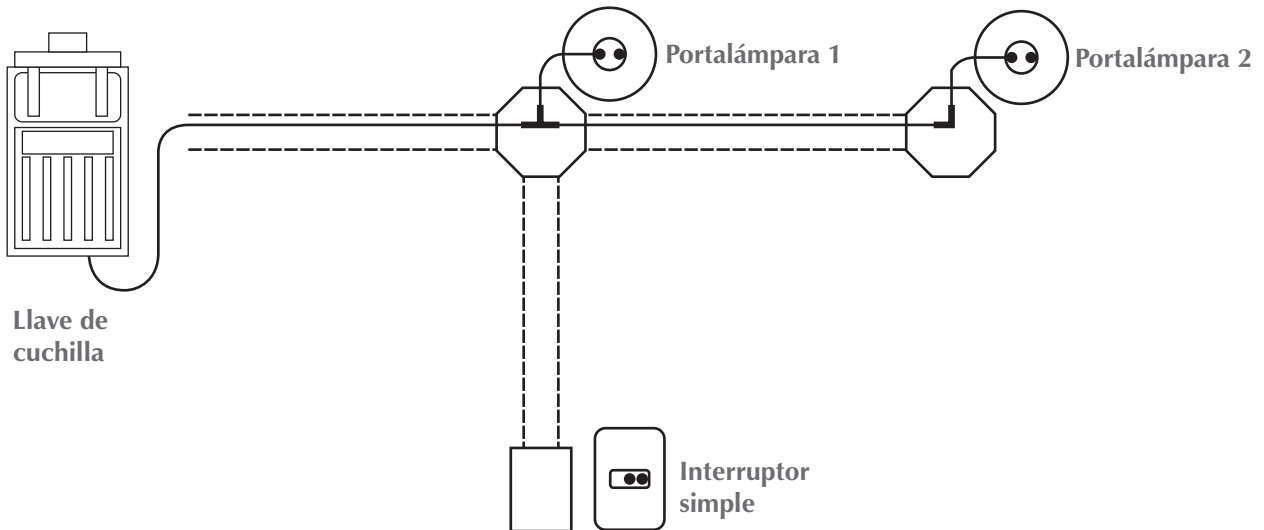 Portalámpara 1
Portalámpara 2
Llave de
cuchilla
Interruptor
simple